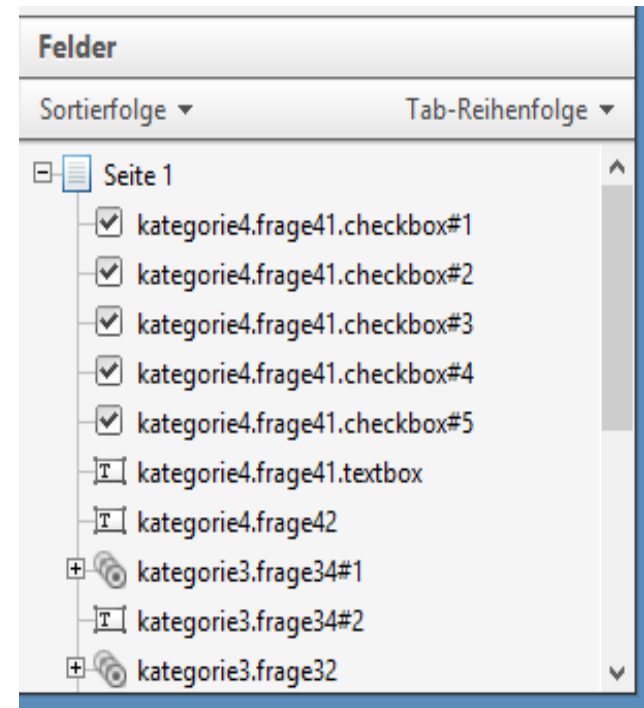 Felder
Sortierfolge Tab-Reihenfolge
Seite 1
kategorie4.frage41.checkbox#1
kategorie4.frage41.checkbox#2
kategorie4.frage41.checkbox#3
kategorie4.frage41.checkbox#4
kategorie4.frage41.checkbox#5
kategorie4.frage41.textbox
kategorie4.frage42
kategorie3.frage34#1
kategorie3.frage34#2
kategorie3.frage32